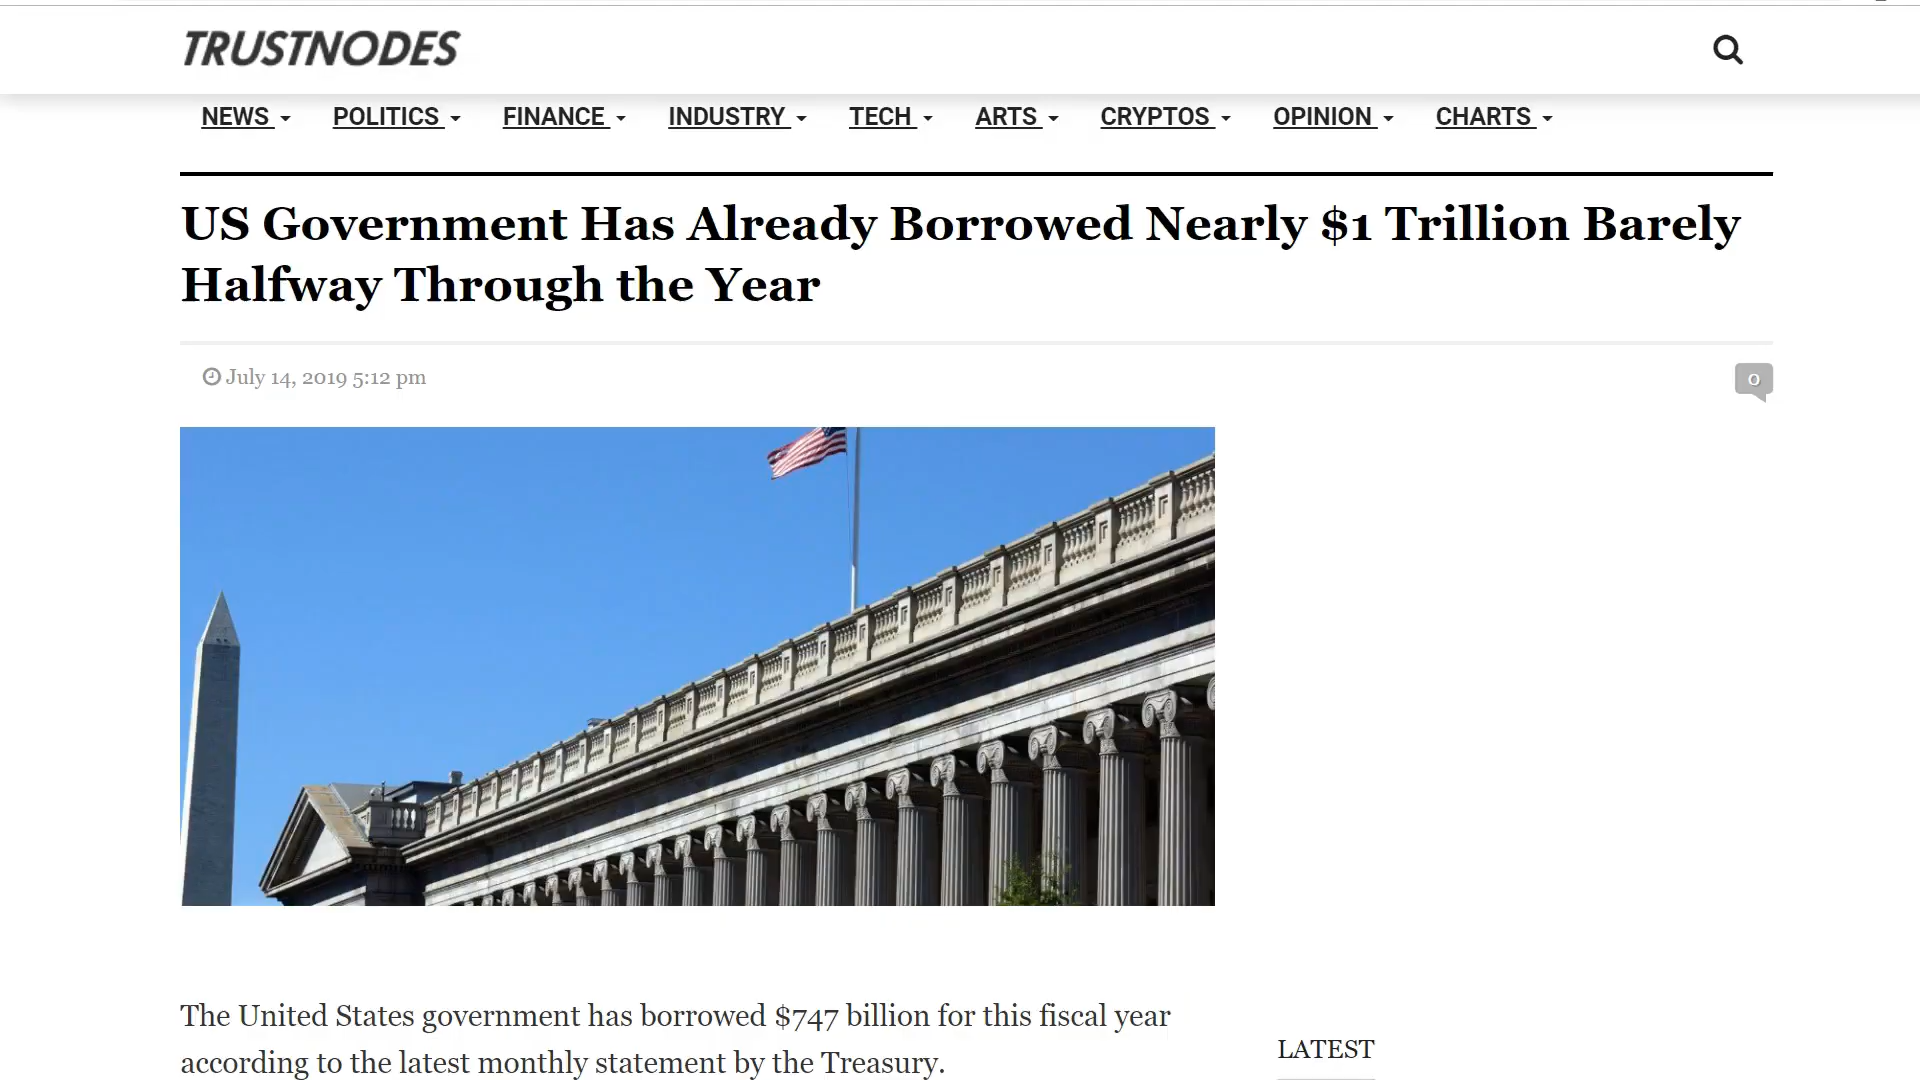 TRUSTNODES
NEWS POLITICS FINANCE INDUSTRY TECH ARTS CRYPTOS OPINION CHARTS
US Government Has Already Borrowed Nearly $1 Trillion Barely
Halfway Through the Year
July 14, 2019 5:12 pm
0
The United States government has borrowed $747 billion for this fiscal year
according to the latest monthly statement by the Treasury.
LATEST